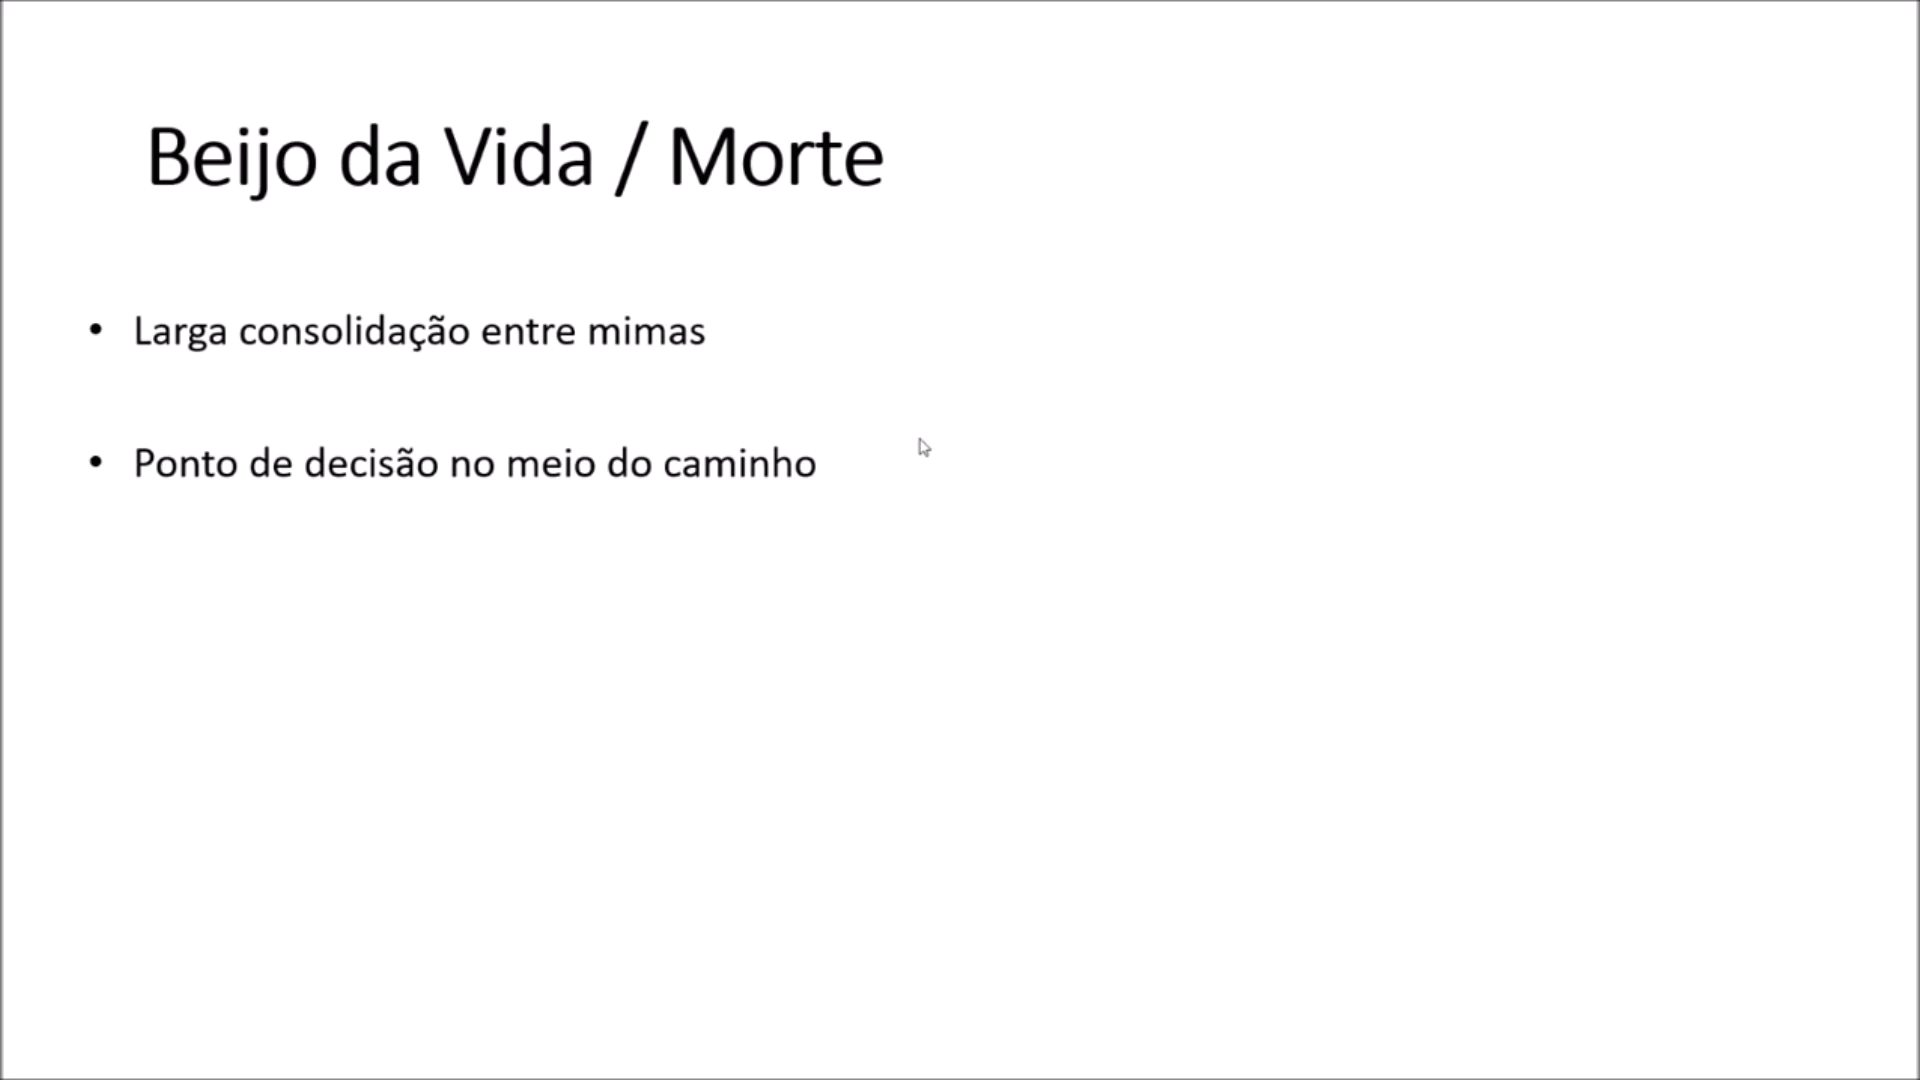 Beijo da Vida / Morte
• Larga consolidação entre mimas
• Ponto de decisão no meio do caminho